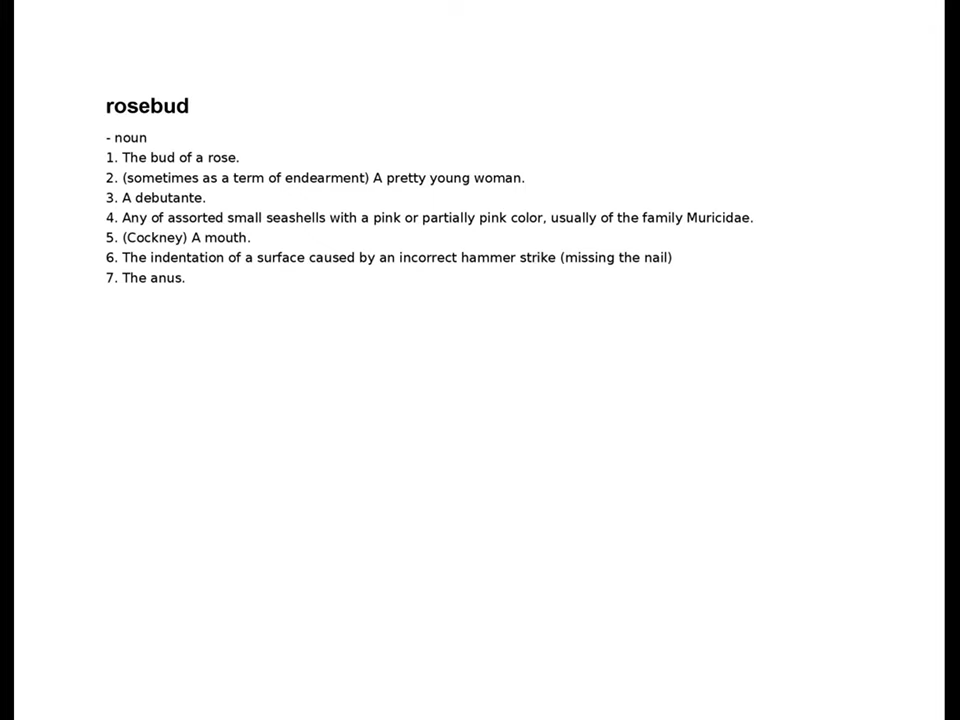 rosebud
- noun
1. The bud of a rose.
2. (sometimes as a term of endearment) A pretty young woman.
3. A debutante.
4. Any of assorted small seashells with a pink or partially pink color, usually of the family Muricidae.
5. (Cockney) A mouth.
6. The indentation of a surface caused by an incorrect hammer strike (missing the nail)
7. The anus.